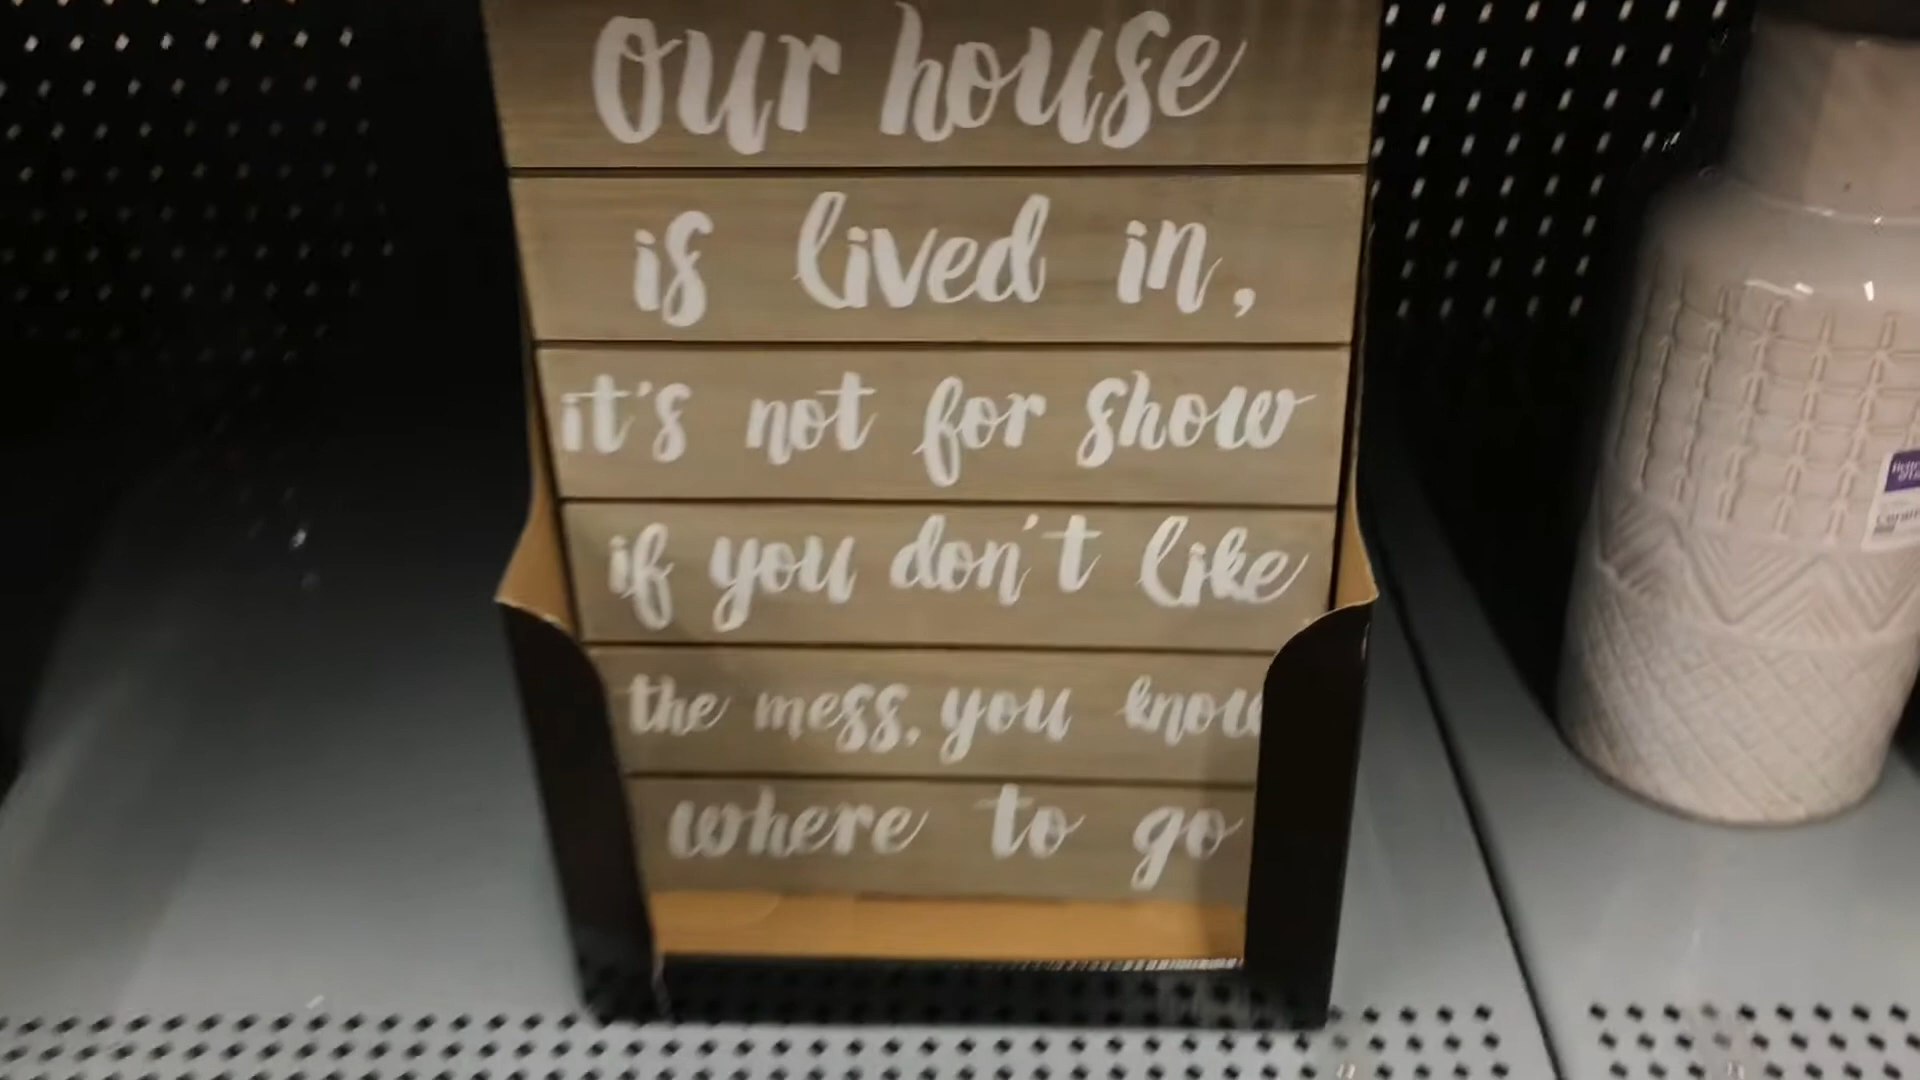 our house
is lived in,
it's not for show
if you don't like
the mess, you know
where to go